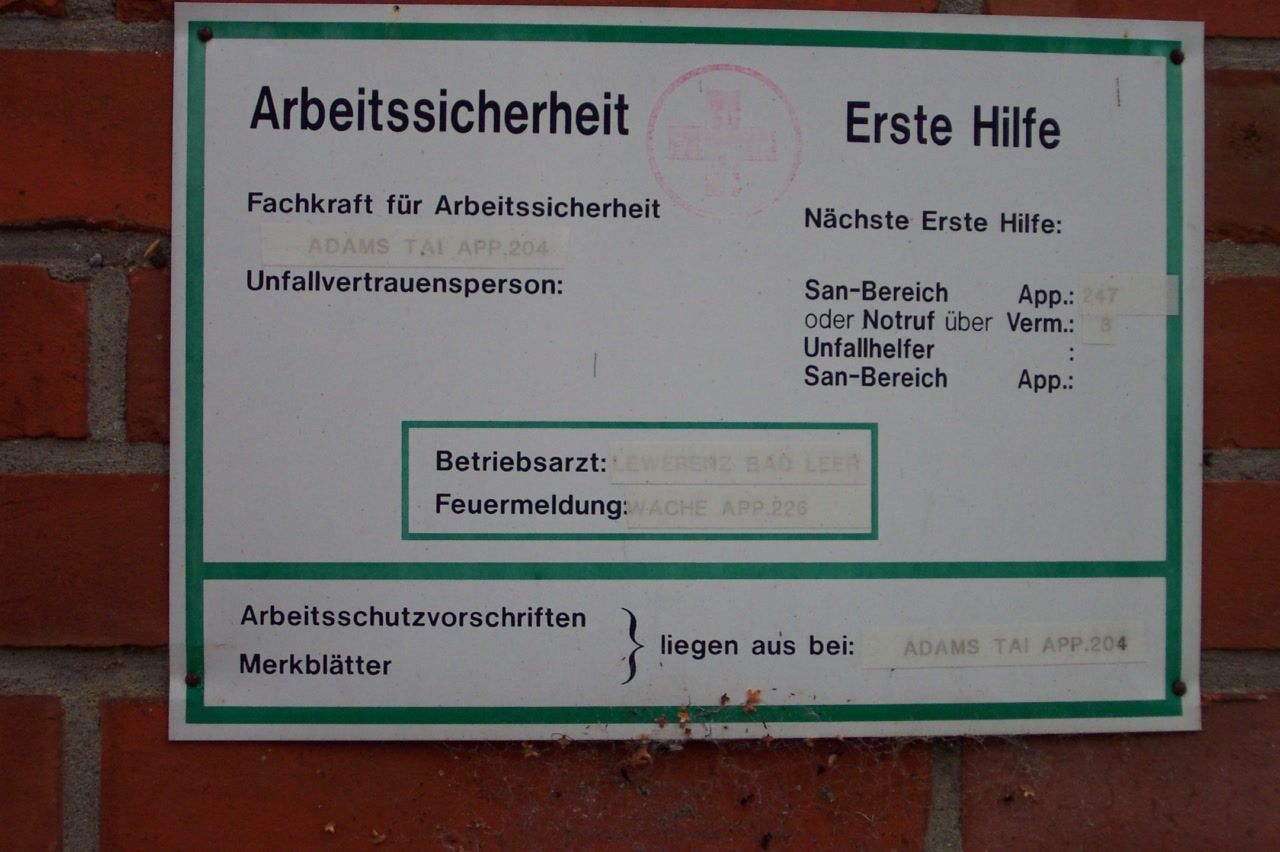 Arbeitssicherheit
Fachkraft für Arbeitssicherheit
ADAMS TAI APP.204
Unfallvertrauensperson:
Erste Hilfe
Nächste Erste Hilfe:
San-Bereich App.: 247
oder Notruf über Verm.: 8
Unfallhelfer :
San-Bereich App.:
Betriebsarzt: LEWERENZ BAD LEER
Feuermeldung: WACHE APP.226
Arbeitsschutzvorschriften
Merkblätter
} liegen aus bei: ADAMS TAI APP.204